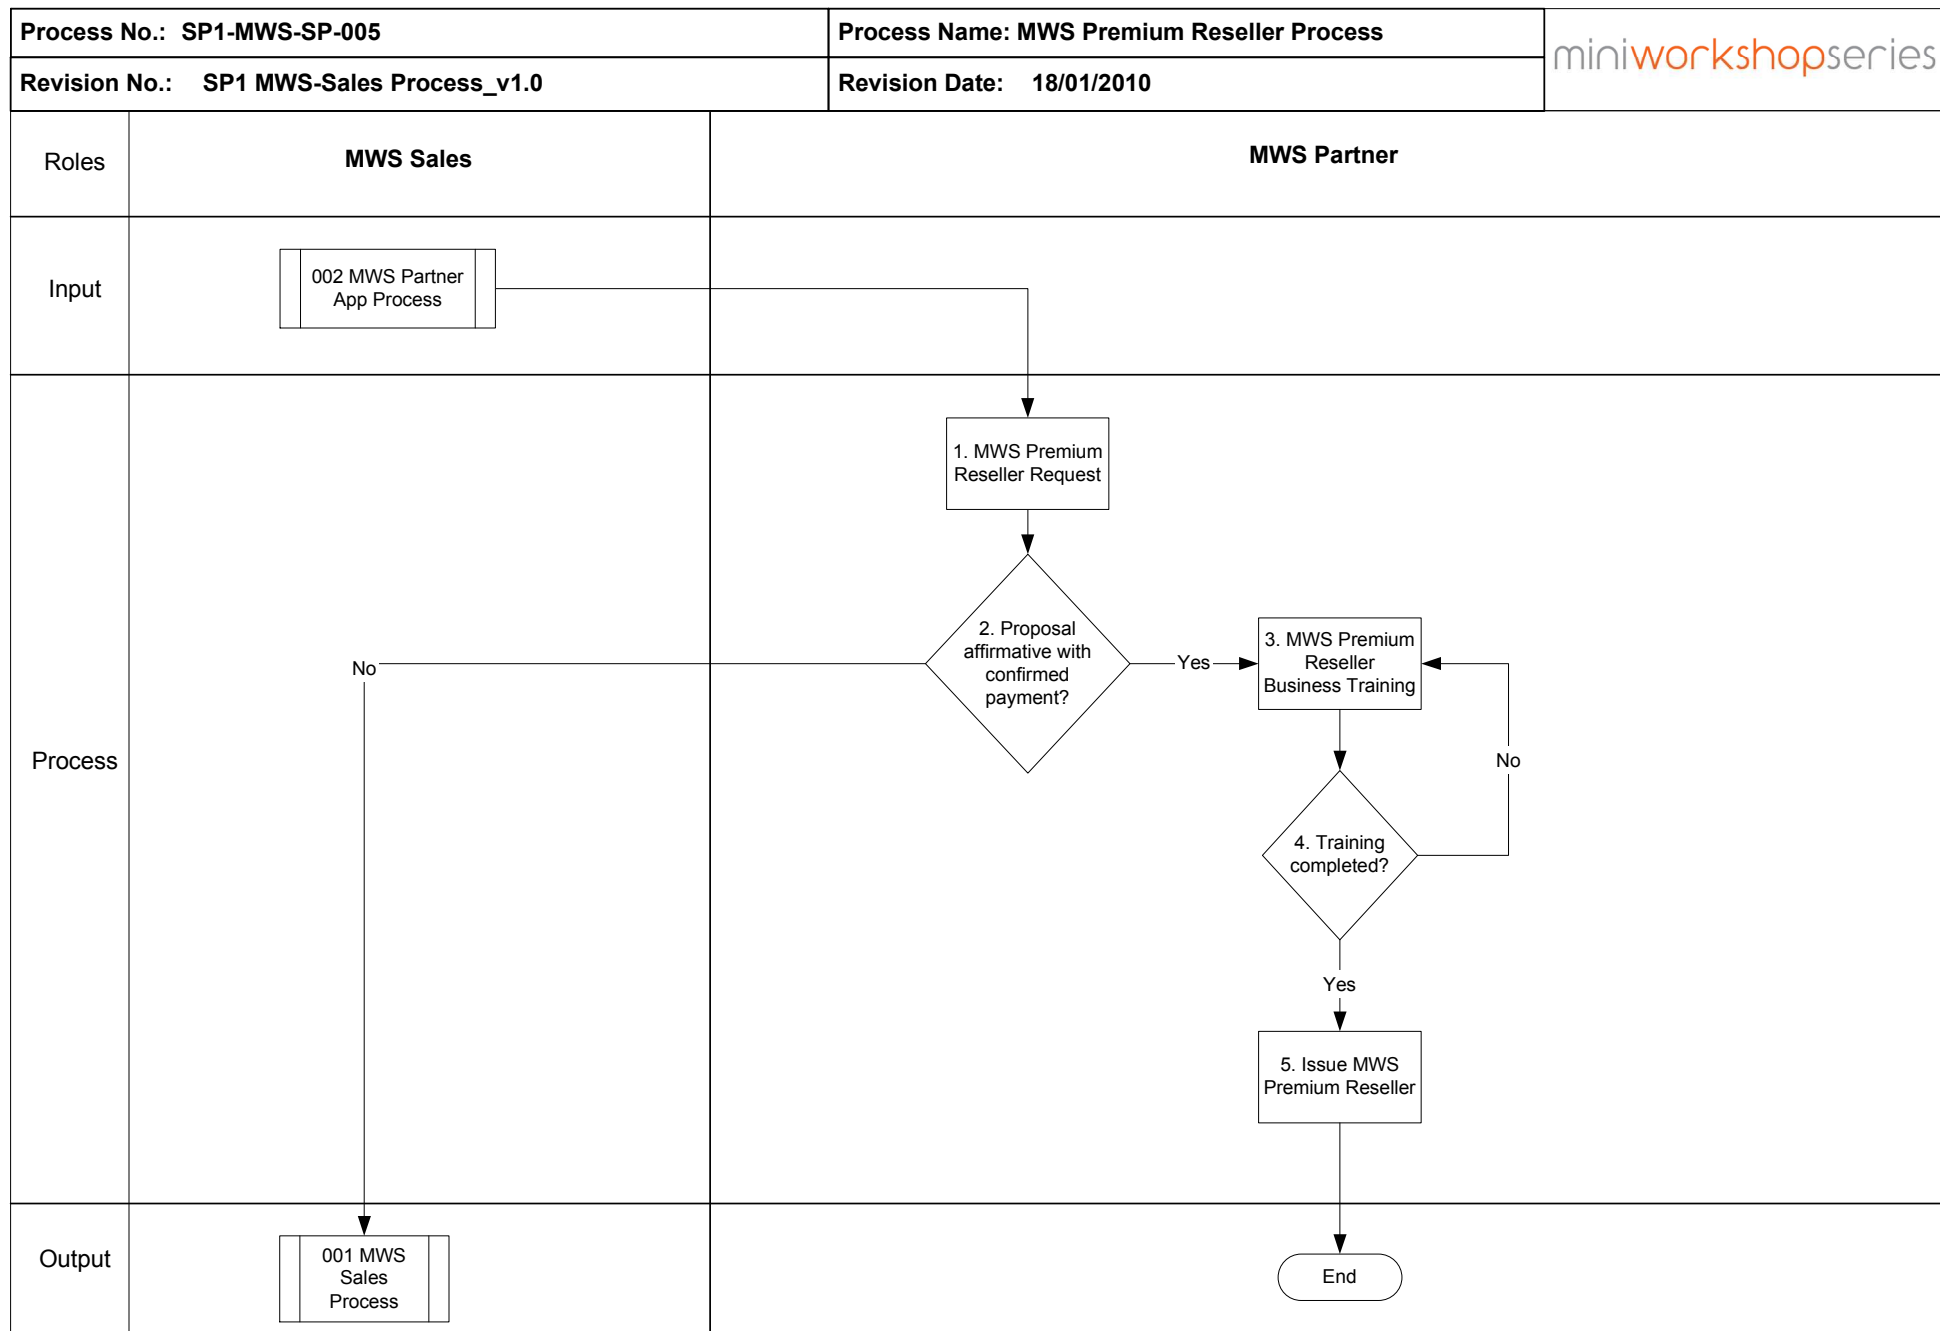 Process No.: SP1-MWS-SP-005
Process Name: MWS Premium Reseller Process
miniworkshopseries
Revision No.: SP1 MWS-Sales Process_v1.0
Revision Date: 18/01/2010
Roles
MWS Sales
MWS Partner
Input
002 MWS Partner
App Process
Process
1. MWS Premium
Reseller Request
2. Proposal
affirmative with
confirmed
payment?
No
Yes
3. MWS Premium
Reseller
Business Training
No
4. Training
completed?
Yes
5. Issue MWS
Premium Reseller
Output
001 MWS
Sales
Process
End